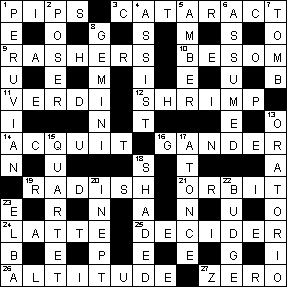 1 P I 2 P S 3 C 4 A T 5 A R 6 A C 7 T
E O 8 G S M S O
9 R A S H E R S 10 B E S O M
U E M I E U B
11 V E R D I 12 S H R I M P
I N T E 13 O
14 A C 15 Q U I T 16 G 17 A N D E R
N U 18 S T A
19 R A D 20 I S H 21 O R 22 B I T
23 E R N A N U O
24 L A T T E 25 D E C I D E R
B E P E E G I
26 A L T I T U D E 27 Z E R O